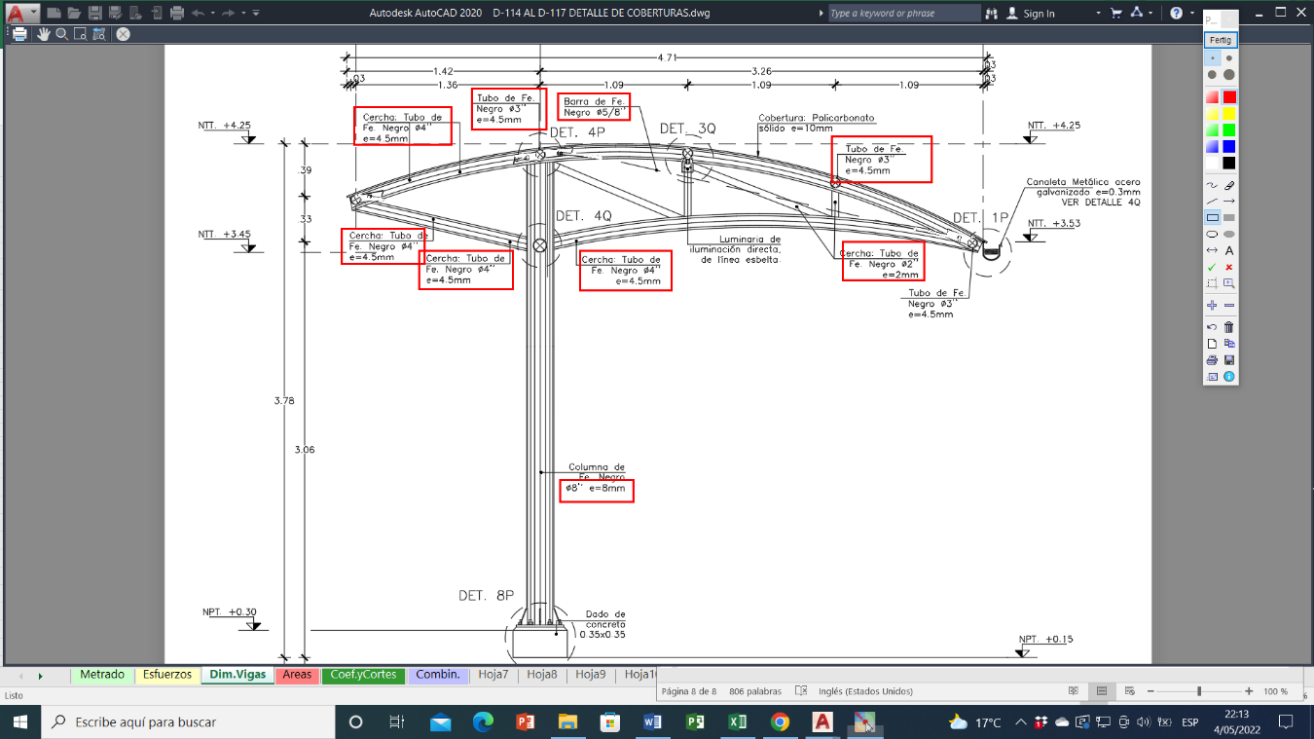 Autodesk AutoCAD 2020 D-114 AL D-117 DETALLE DE COBERTURAS.dwg
Type a keyword or phrase
Sign In
P...
Fertig
4.71
.03
1.42
3.26
.03
1.36
1.09
1.09
1.09
.03
Cercha: Tubo de
Fe. Negro ø4''
e=4.5mm
Tubo de Fe.
Negro ø3''
e=4.5mm
Barra de Fe.
Negro ø5/8''
DET. 4P
DET. 3Q
Cobertura: Policarbonato
sólido e=10mm
Tubo de Fe.
Negro ø3''
e=4.5mm
NTT. +4.25
NTT. +4.25
.39
.33
Canaleta Metálica acero
galvanizado e=0.3mm
VER DETALLE 4Q
DET. 1P
NTT. +3.53
NTT. +3.45
DET. 4Q
Cercha: Tubo de
Fe. Negro ø4''
e=4.5mm
Cercha: Tubo de
Fe. Negro ø4''
e=4.5mm
Cercha: Tubo de
Fe. Negro ø4''
e=4.5mm
Luminaria de
iluminación directa,
de línea esbelta.
Cercha: Tubo de
Fe. Negro ø2''
e=2mm
Tubo de Fe.
Negro ø3''
e=4.5mm
3.78
3.06
Columna de
Fe. Negro
ø8'' e=8mm
DET. 8P
Dado de
concreto
0.35x0.35
NPT. +0.30
NPT. +0.15
Metrado
Esfuerzos
Dim.Vigas
Areas
Coef.yCortes
Combin.
Hoja7
Hoja8
Hoja9
Hoja1
Listo
Página 8 de 8
806 palabras
Inglés (Estados Unidos)
100 %
Escribe aquí para buscar
17°C
ESP
22:13
4/05/2022